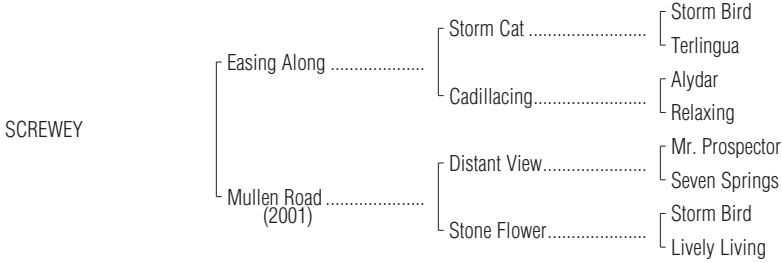 Storm Bird
Storm Cat ........................
Terlingua
Easing Along ....................
Alydar
Cadillacing........................
Relaxing
SCREWEY
Mr. Prospector
Distant View......................
Seven Springs
Mullen Road .....................
(2001)
Storm Bird
Stone Flower.....................
Lively Living